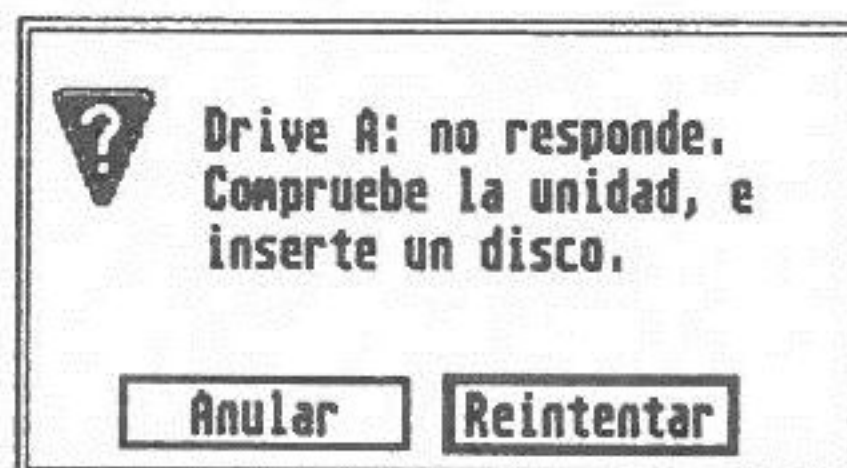 ?
Drive A: no responde.
Compruebe la unidad, e
inserte un disco.
Anular Reintentar